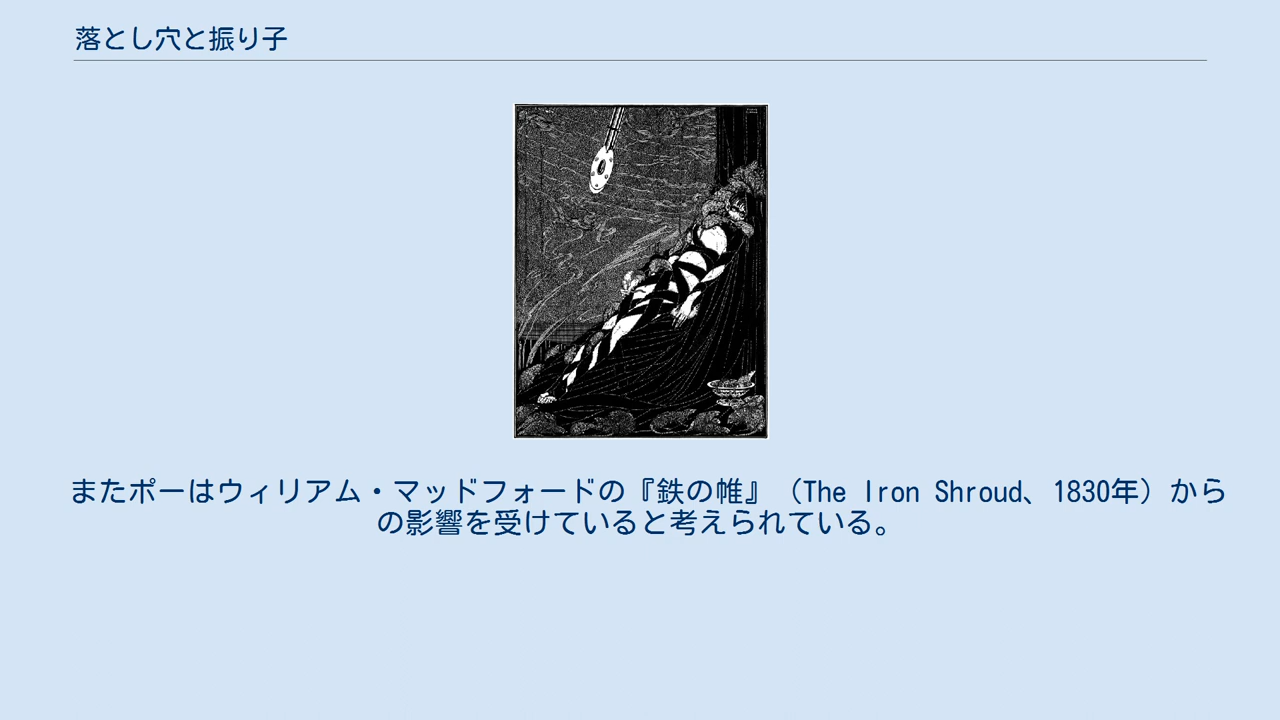 落とし穴と振り子
またポーはウィリアム・マッドフォードの『鉄の帷』（The Iron Shroud、1830年）から
の影響を受けていると考えられている。